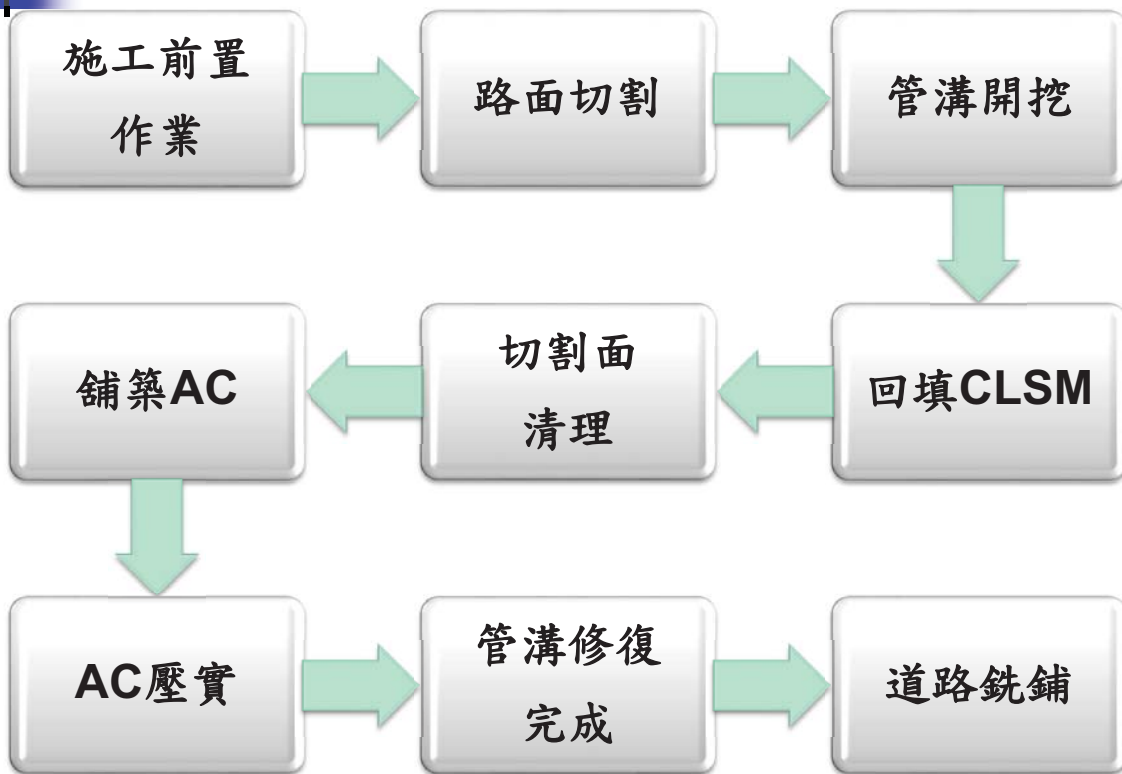 施工前置
作業
路面切割
管溝開挖
回填CLSM
切割面
清理
舖築AC
AC壓實
管溝修復
完成
道路銑鋪